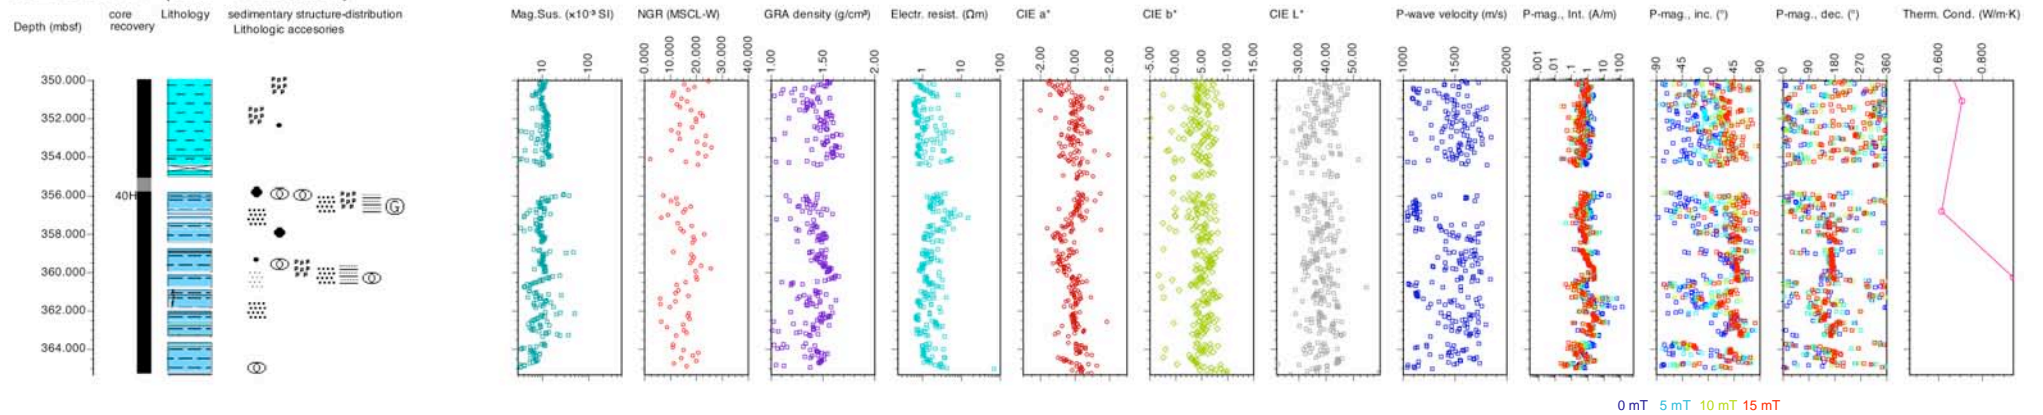 Depth (mbsf)
core recovery
Lithology
sedimentary structure-distribution
Lithologic accesories
Mag.Sus. (×10⁻³ SI)
NGR (MSCL-W)
GRA density (g/cm³)
Electr. resist. (Ωm)
CIE a*
CIE b*
CIE L*
P-wave velocity (m/s)
P-mag., Int. (A/m)
P-mag., inc. (°)
P-mag., dec. (°)
Therm. Cond. (W/m·K)
10 100
0.000 10.000 20.000 30.000 40.000
1.00 1.50 2.00
1 10 100
-2.00 0.00 2.00
-5.00 0.00 5.00 10.00 15.00
30.00 40.00 50.00
1000 1500 2000
.001 .01 .1 1 10 100
-90 -45 0 45 90
0 90 180 270 360
0.600 0.800
350.000
352.000
354.000
356.000
358.000
360.000
362.000
364.000
40H
G
0 mT 5 mT 10 mT 15 mT